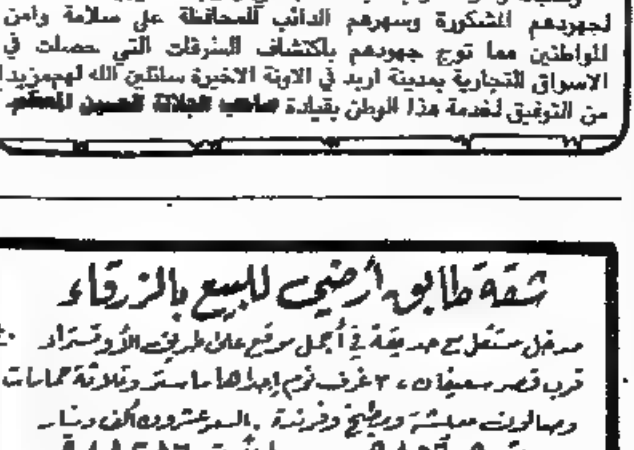 لجهودهم المشكورة وسهرهم الدائب للمحافظة على سلامة وامن
المواطنين مما توج جهودهم باكتشاف السرقات التي حصلت في
الاسواق التجارية بمدينة اربد في الاونة الاخيرة سائلين الله لهم مزيدا
من التوفيق لخدمة هذا الوطن بقيادة صاحب الجلالة الحسين المعظم
شقة طابق أرضي للبيع بالزرقاء
مدخل مستقل مع حديقة في أجمل موقع على طريق الأوتستراد
قرب قصر ٣ غرف نوم إحداها ماستر وثلاثة حمامات
وصالون معيشة ومطبخ وفرندة بالسعر عشرون ألف دينار